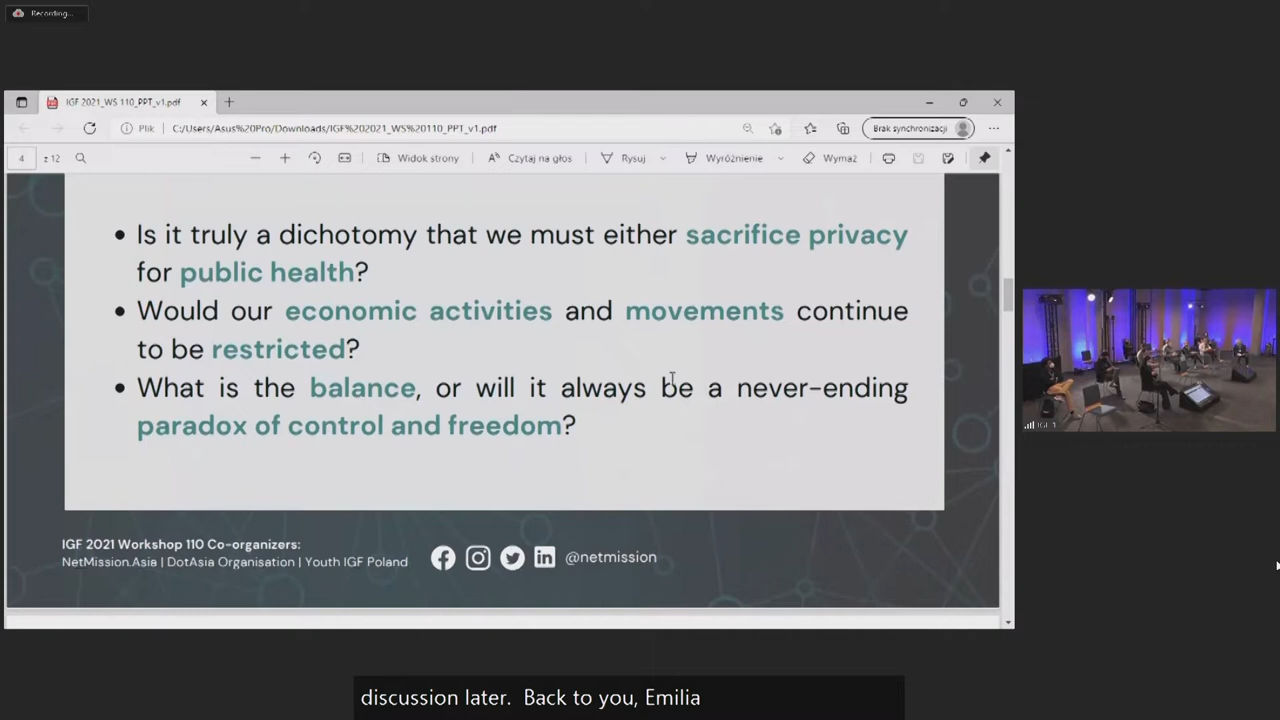 Recording...
IGF 2021_WS 110_PPT_v1.pdf
Plik
C:/Users/Asus%20Pro/Downloads/IGF%202021_WS%20110_PPT_v1.pdf
Brak synchronizacji
4
z 12
Widok strony
Czytaj na głos
Rysuj
Wyróżnienie
Wymaż
• Is it truly a dichotomy that we must either sacrifice privacy
for public health?
• Would our economic activities and movements continue
to be restricted?
• What is the balance, or will it always be a never-ending
paradox of control and freedom?
IGF 2021 Workshop 110 Co-organizers:
NetMission.Asia | DotAsia Organisation | Youth IGF Poland
@netmission
IGF 1
discussion later. Back to you, Emilia